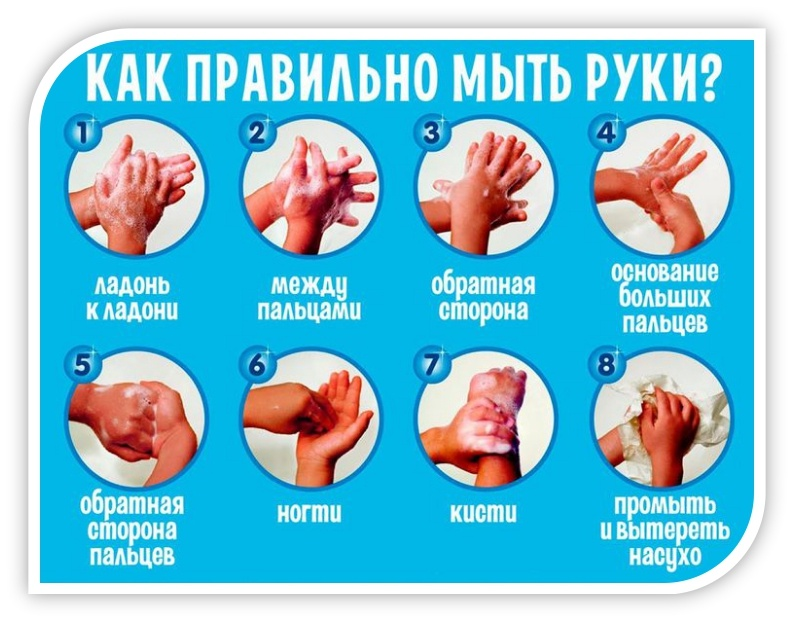 КАК ПРАВИЛЬНО МЫТЬ РУКИ?
1
ладонь
к ладони
2
между
пальцами
3
обратная
сторона
4
основание
больших
пальцев
5
обратная
сторона
пальцев
6
ногти
7
кисти
8
промыть
и вытереть
насухо